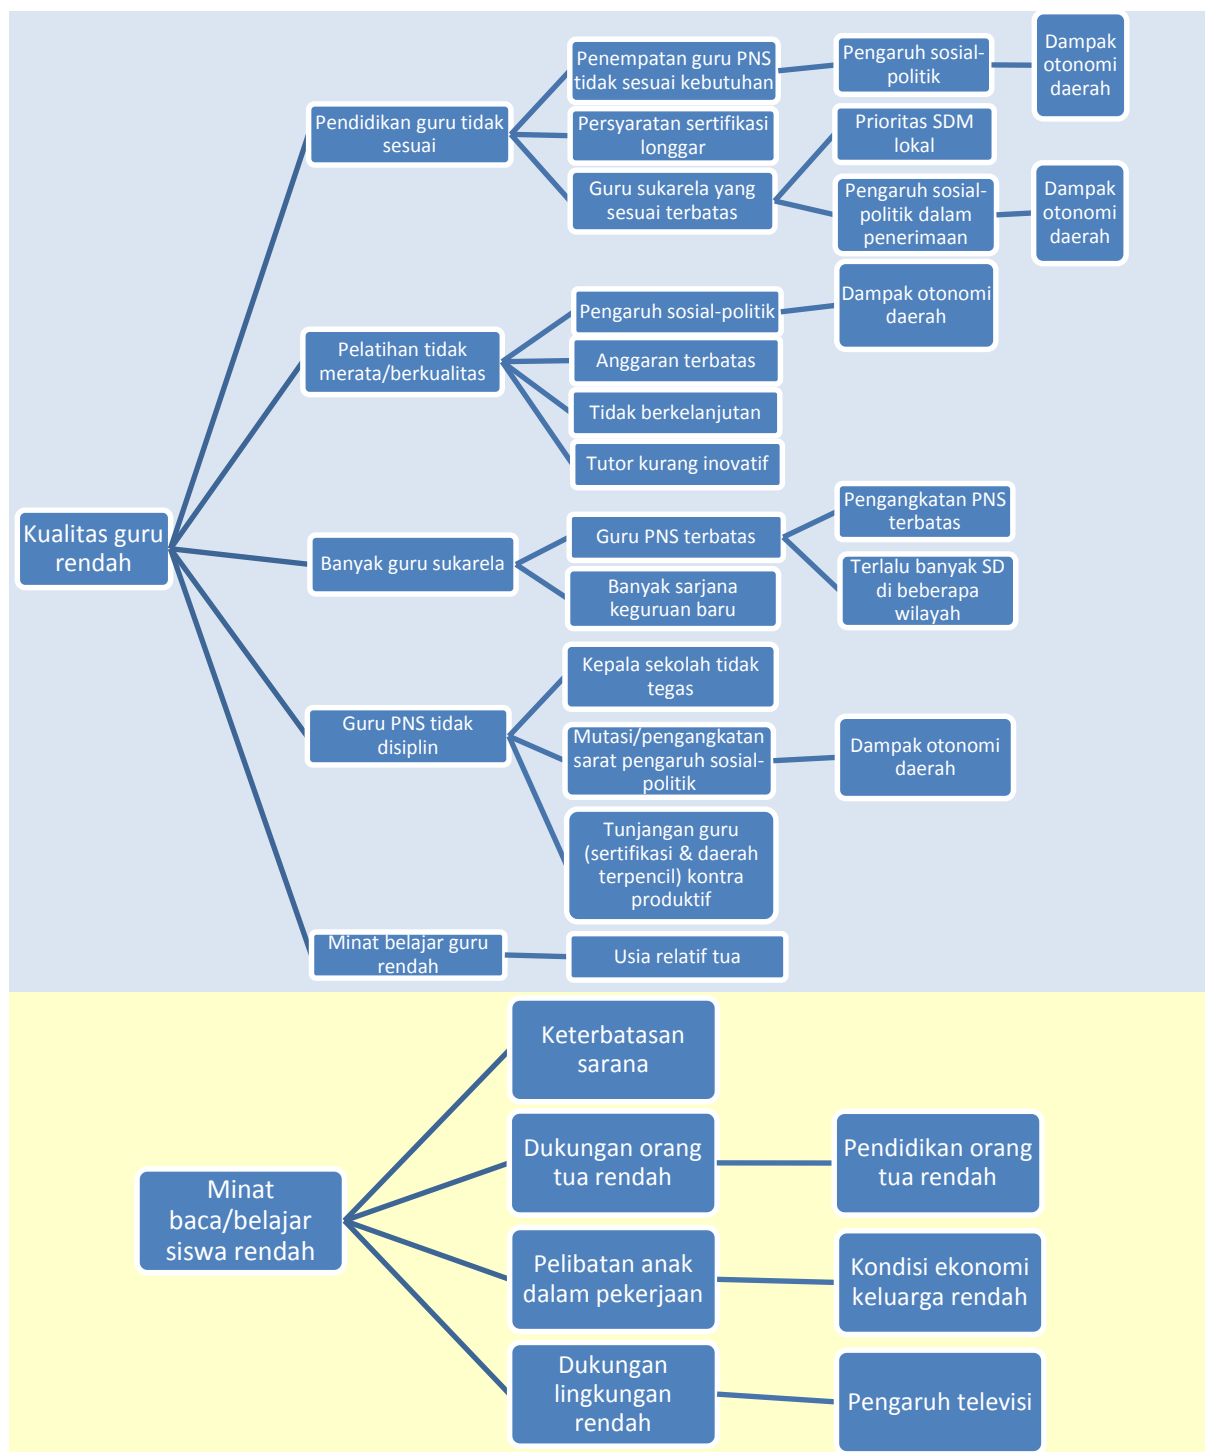 Kualitas guru
rendah
Pendidikan guru tidak
sesuai
Penempatan guru PNS
tidak sesuai kebutuhan
Pengaruh sosial-
politik
Dampak
otonomi
daerah
Persyaratan sertifikasi
longgar
Guru sukarela yang
sesuai terbatas
Prioritas SDM
lokal
Pengaruh sosial-
politik dalam
penerimaan
Dampak
otonomi
daerah
Pelatihan tidak
merata/berkualitas
Pengaruh sosial-politik
Dampak otonomi
daerah
Anggaran terbatas
Tidak berkelanjutan
Tutor kurang inovatif
Banyak guru sukarela
Guru PNS terbatas
Pengangkatan PNS
terbatas
Terlalu banyak SD
di beberapa
wilayah
Banyak sarjana
keguruan baru
Guru PNS tidak
disiplin
Kepala sekolah tidak
tegas
Mutasi/pengangkatan
sarat pengaruh sosial-
politik
Dampak otonomi
daerah
Tunjangan guru
(sertifikasi & daerah
terpencil) kontra
produktif
Minat belajar guru
rendah
Usia relatif tua
Minat
baca/belajar
siswa rendah
Keterbatasan
sarana
Dukungan orang
tua rendah
Pendidikan orang
tua rendah
Pelibatan anak
dalam pekerjaan
Kondisi ekonomi
keluarga rendah
Dukungan
lingkungan
rendah
Pengaruh televisi